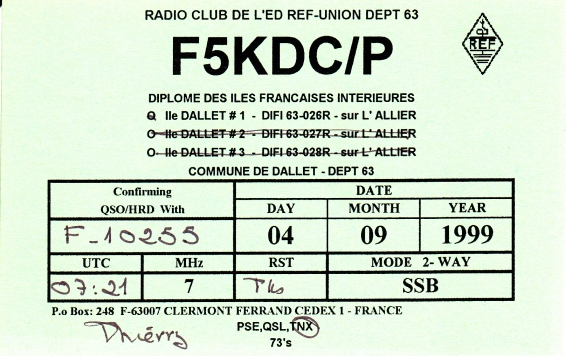 RADIO CLUB DE L'ED REF-UNION DEPT 63
F5KDC/P
REF
DIPLOME DES ILES FRANCAISES INTERIEURES
O Ile DALLET # 1 - DIFI 63-026R - sur L' ALLIER
O Ile DALLET # 2 - DIFI 63-027R - sur L' ALLIER
O Ile DALLET # 3 - DIFI 63-028R - sur L' ALLIER
COMMUNE DE DALLET - DEPT 63
Confirming DATE
QSO/HRD With DAY MONTH YEAR
F-10255 04 09 1999
UTC MHz RST MODE 2- WAY
07:21 7 SSB
P.o Box: 248 F-63007 CLERMONT FERRAND CEDEX 1 - FRANCE
Thiérry PSE,QSL,TNX
73's